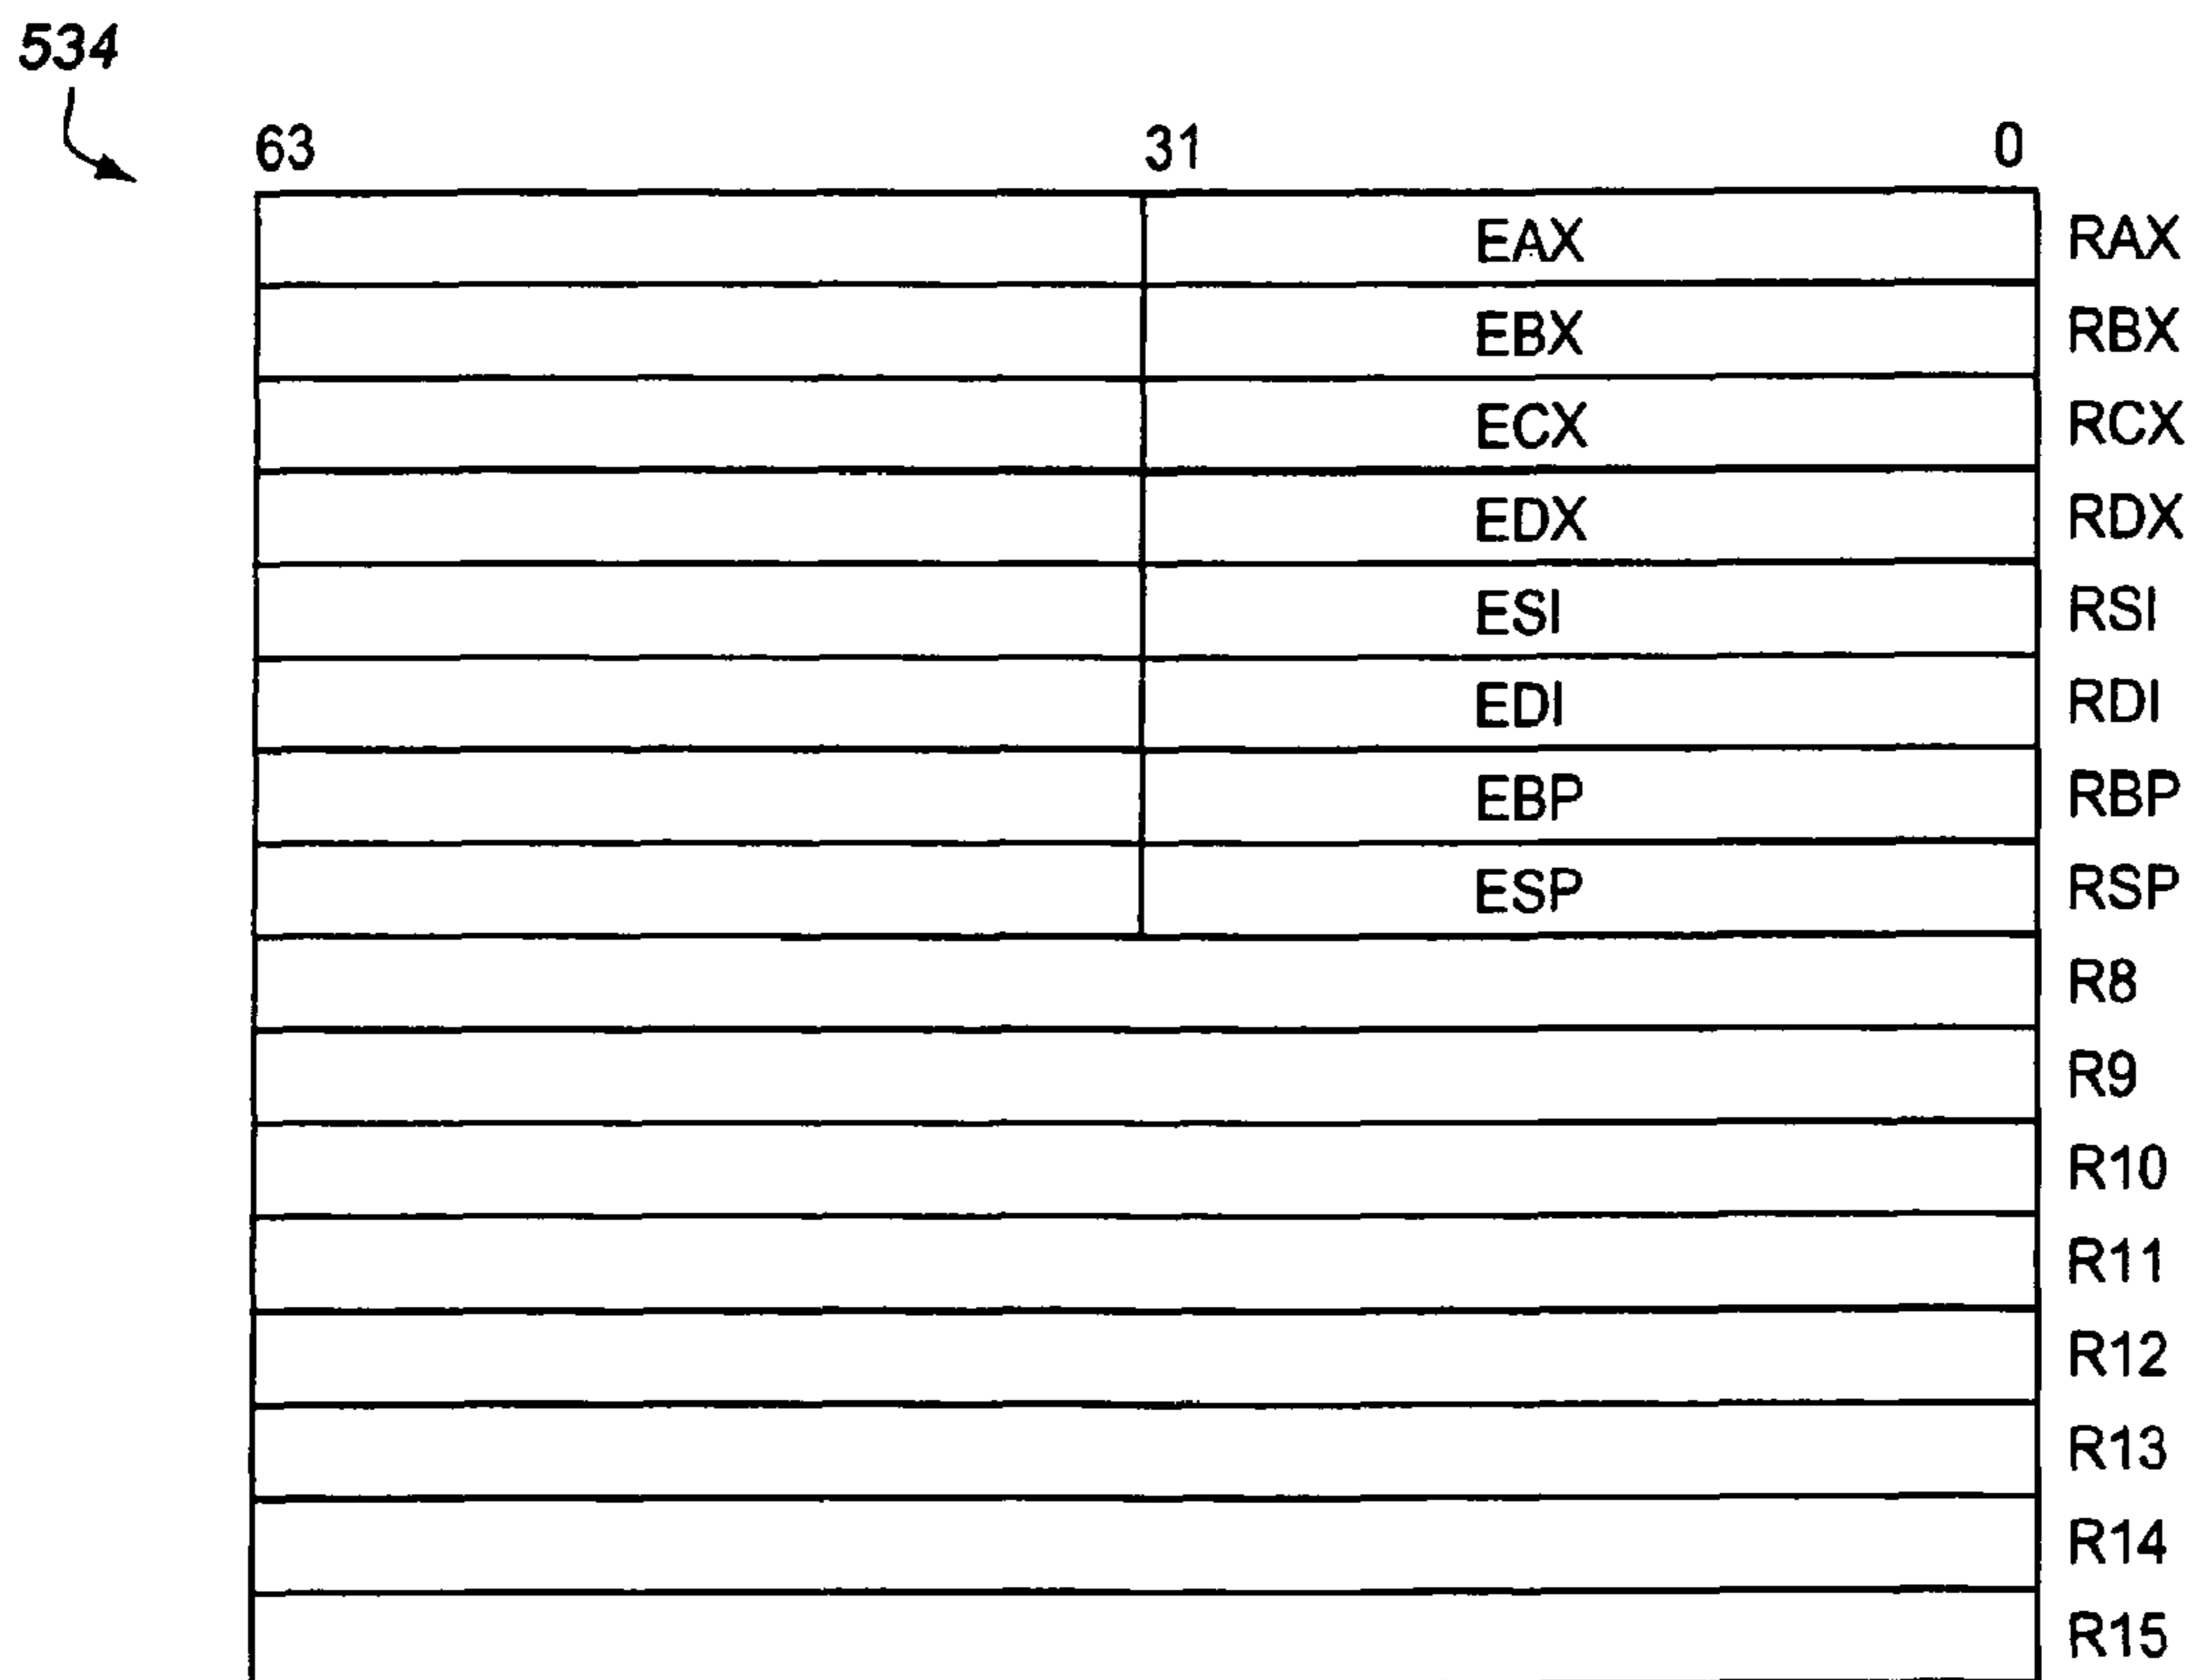 534
63 31 0
EAX RAX
EBX RBX
ECX RCX
EDX RDX
ESI RSI
EDI RDI
EBP RBP
ESP RSP
R8
R9
R10
R11
R12
R13
R14
R15